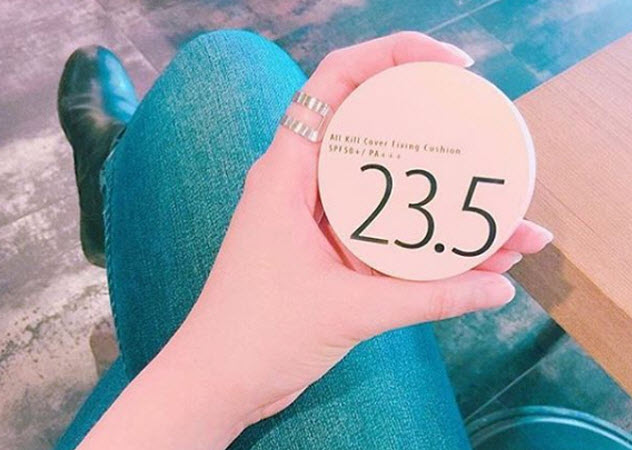 All Kill Cover Fixing Cushion
SPF50+/ PA+++
23.5